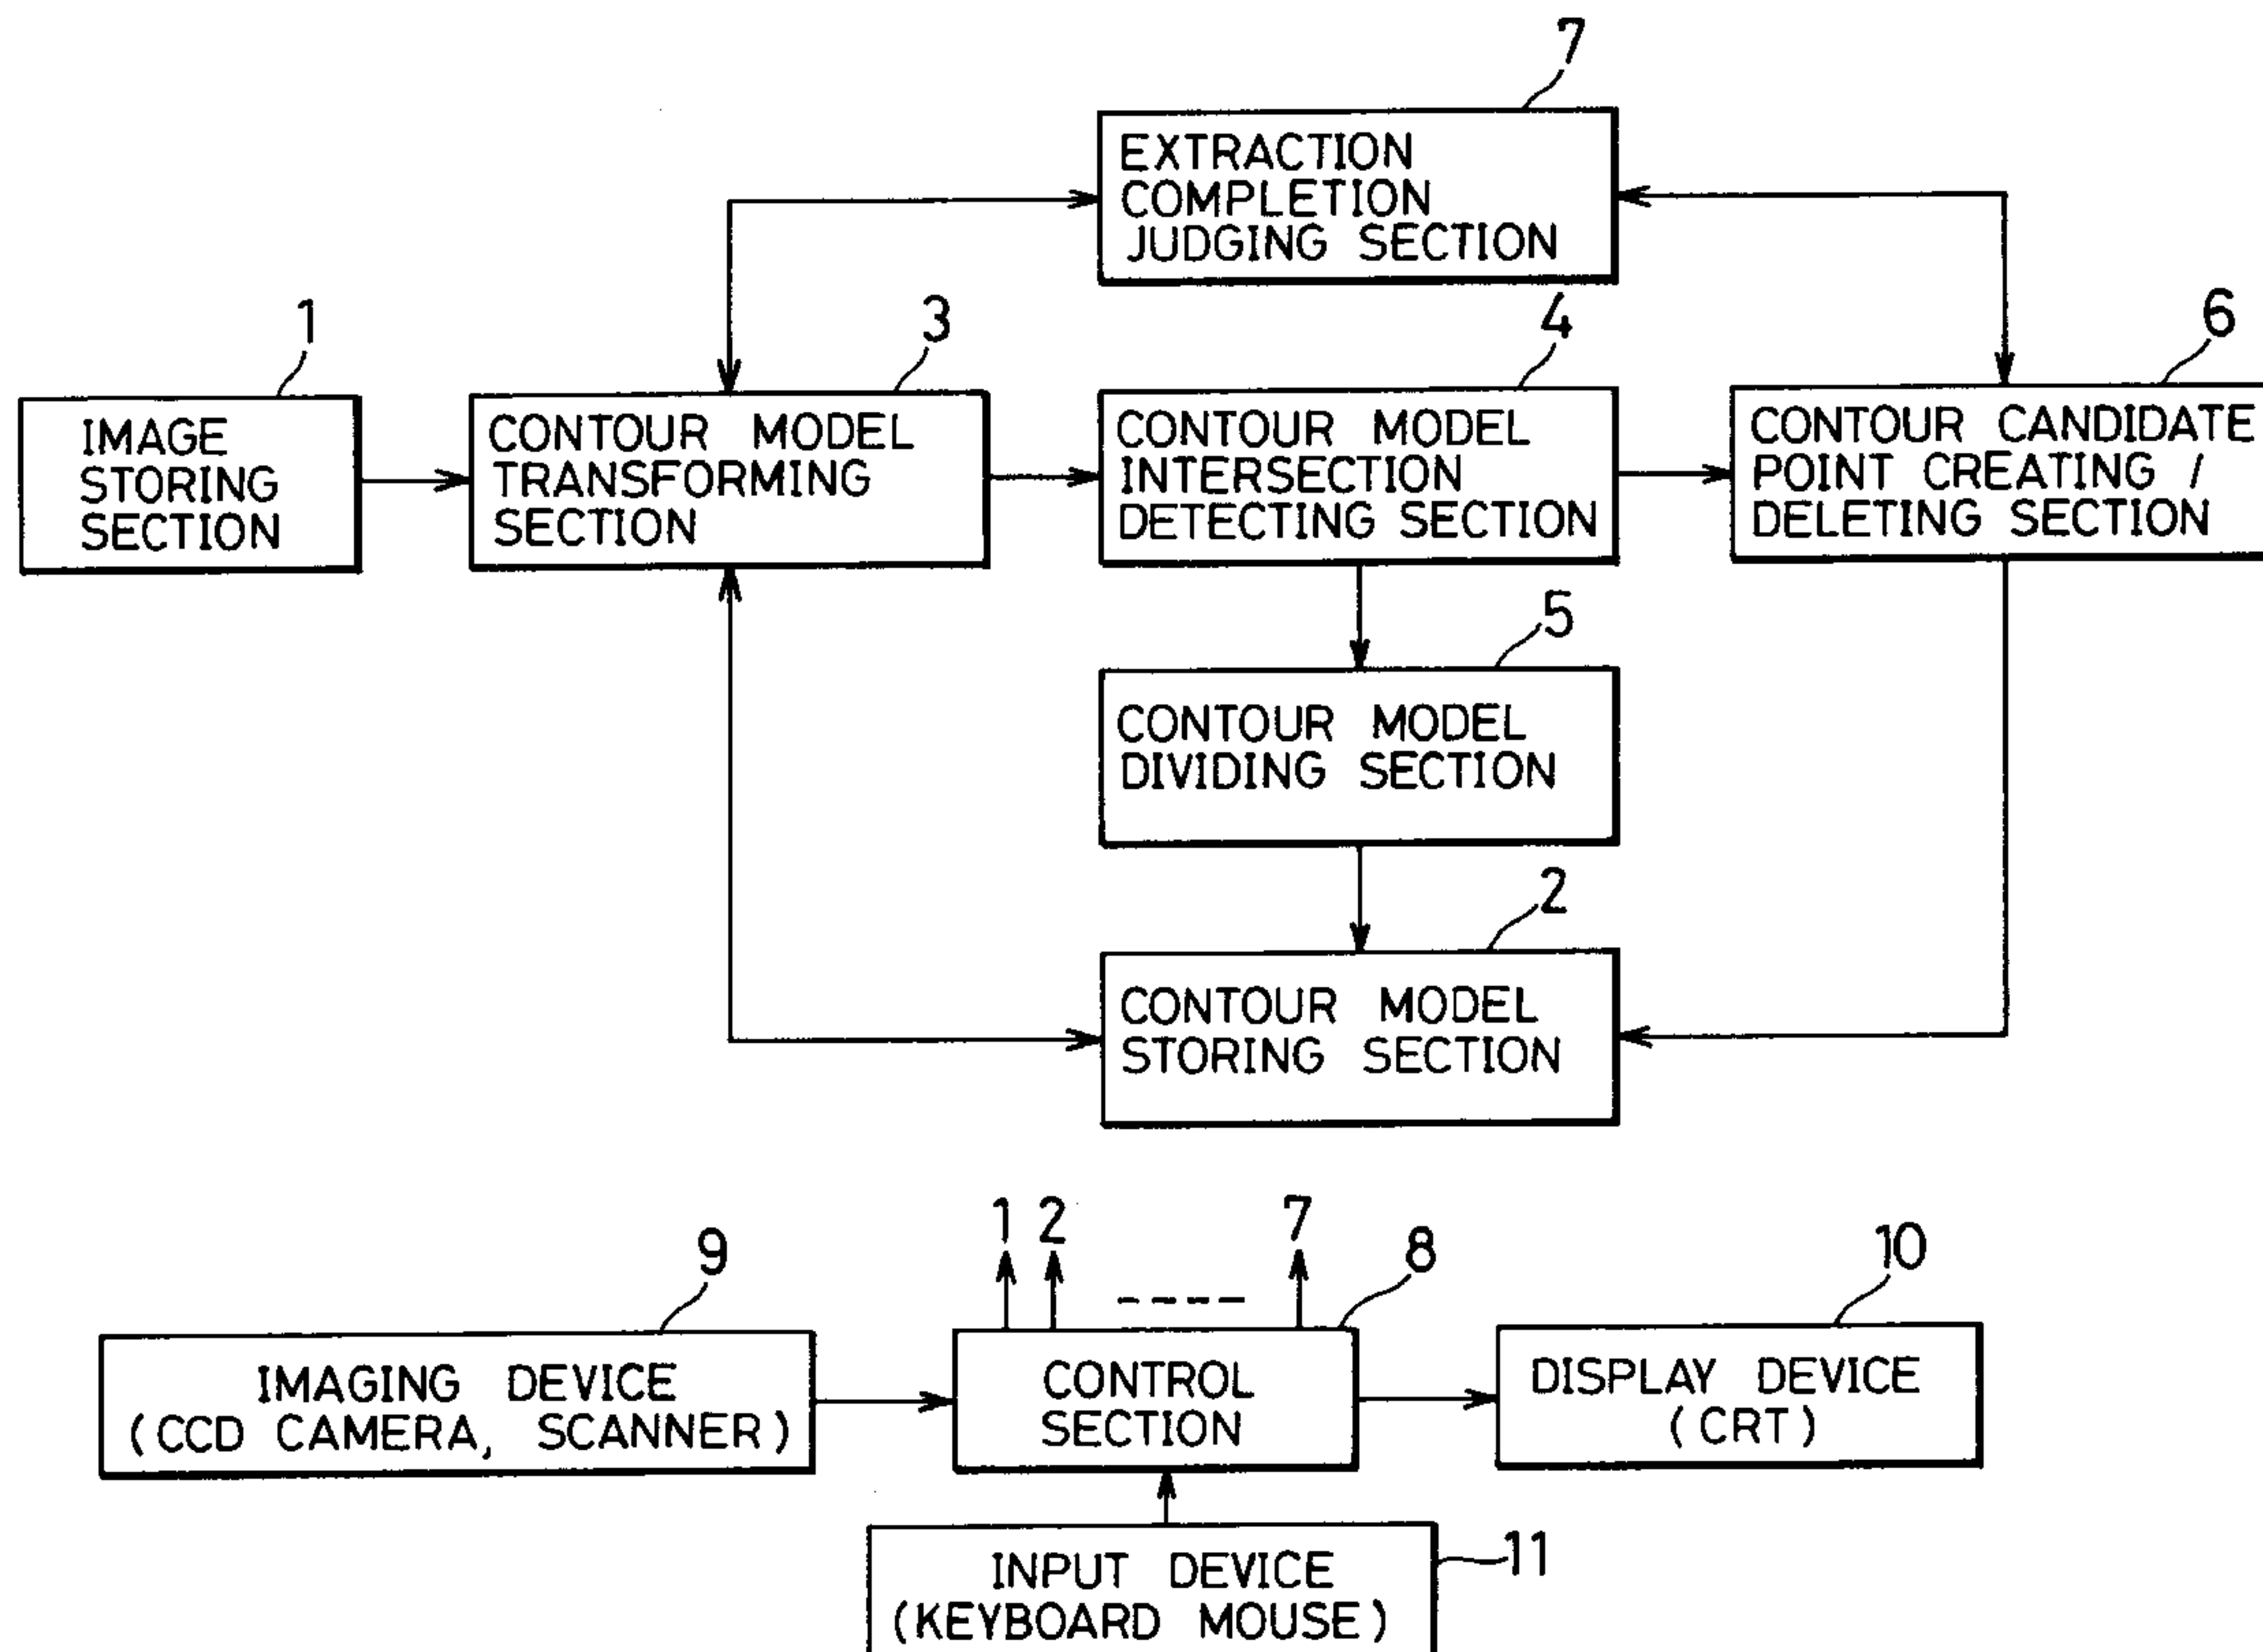 7
EXTRACTION
COMPLETION
JUDGING SECTION
1
3
4
6
IMAGE
STORING
SECTION
CONTOUR MODEL
TRANSFORMING
SECTION
CONTOUR MODEL
INTERSECTION
DETECTING SECTION
CONTOUR CANDIDATE
POINT CREATING /
DELETING SECTION
5
CONTOUR MODEL
DIVIDING SECTION
2
CONTOUR MODEL
STORING SECTION
1 2 7
9
8
10
IMAGING DEVICE
(CCD CAMERA, SCANNER)
CONTROL
SECTION
DISPLAY DEVICE
(CRT)
11
INPUT DEVICE
(KEYBOARD MOUSE)